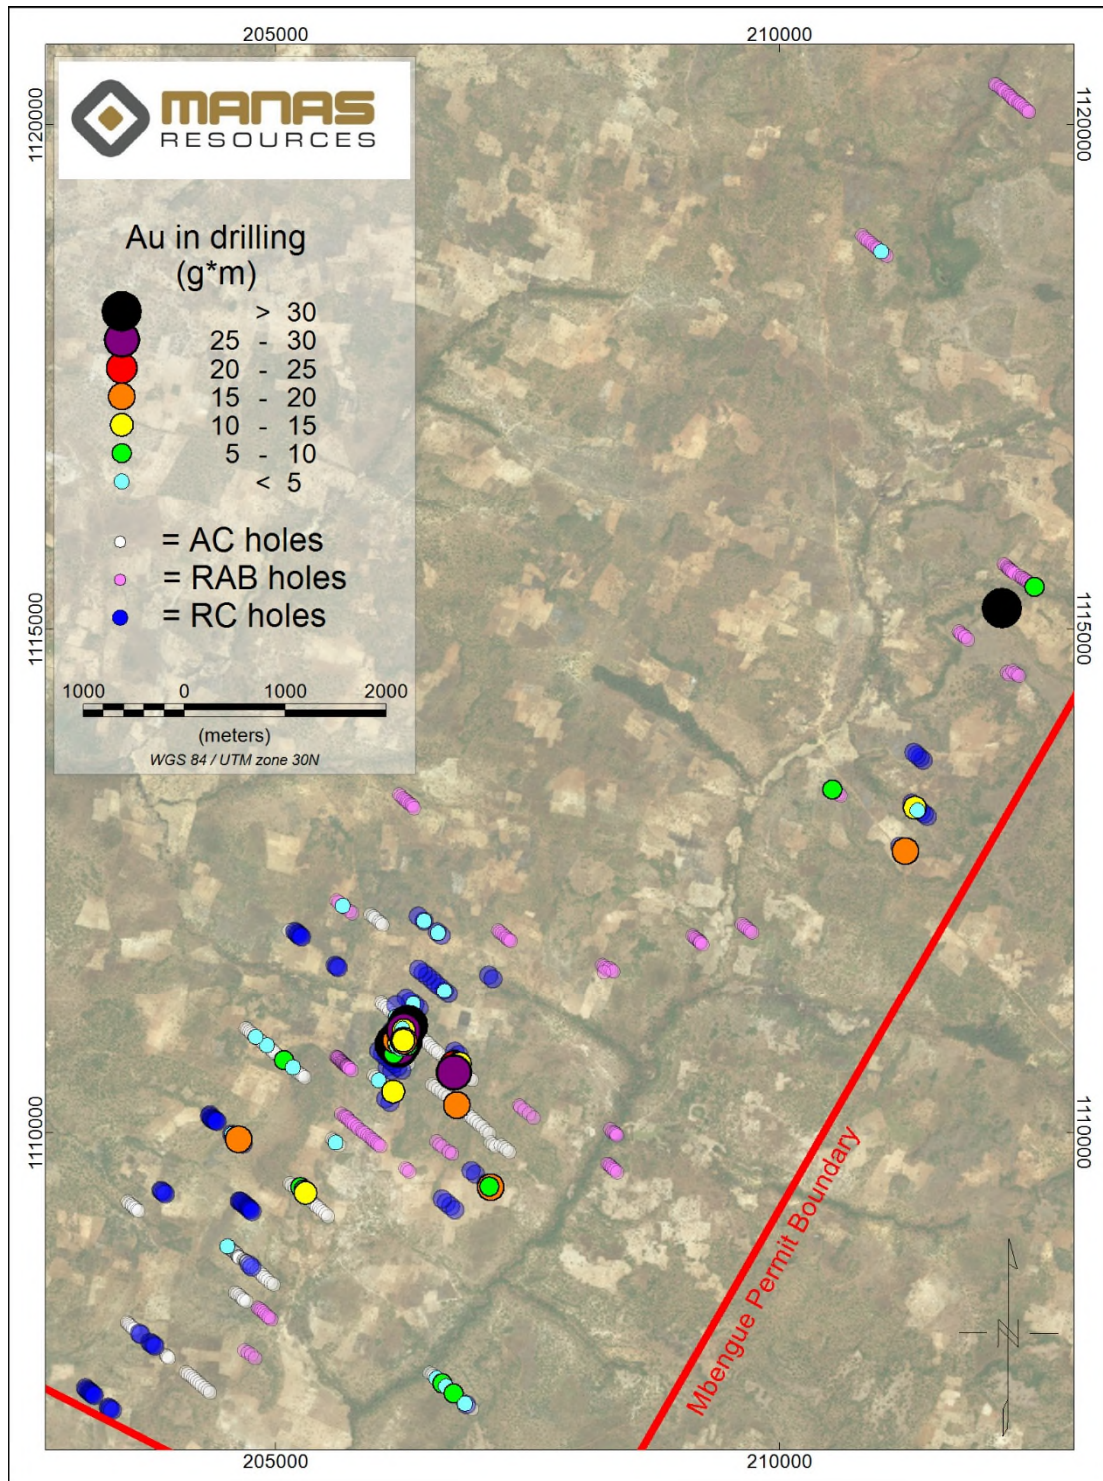 205000
210000
MANAS
RESOURCES
1120000
1120000
Au in drilling
(g*m)
> 30
25 - 30
20 - 25
15 - 20
10 - 15
5 - 10
< 5
= AC holes
= RAB holes
= RC holes
1115000
1115000
1000 0 1000 2000
(meters)
WGS 84 / UTM zone 30N
1110000
1110000
Mbengue Permit Boundary
N
205000
210000